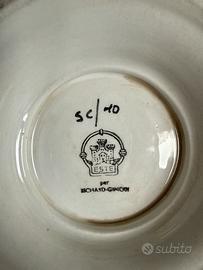 SC/10
ESTE
per
RICHARD-GINORI
subito